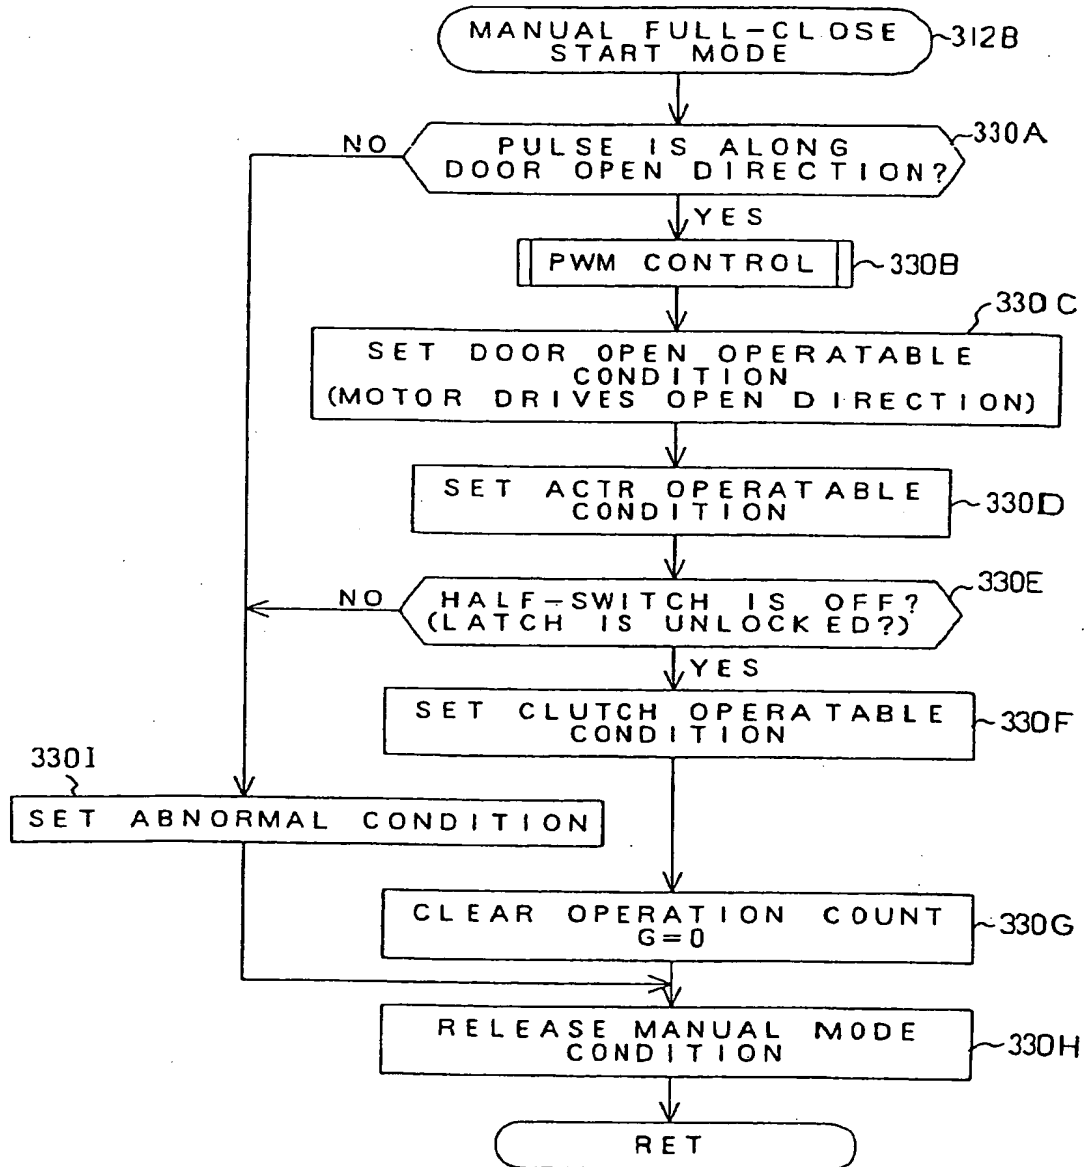 MANUAL FULL-CLOSE
START MODE
312B
330A
NO
PULSE IS ALONG
DOOR OPEN DIRECTION?
YES
PWM CONTROL
330B
330C
SET DOOR OPEN OPERATABLE
CONDITION
(MOTOR DRIVES OPEN DIRECTION)
SET ACTR OPERATABLE
CONDITION
330D
330E
NO
HALF-SWITCH IS OFF?
(LATCH IS UNLOCKED?)
YES
SET CLUTCH OPERATABLE
CONDITION
330F
330I
SET ABNORMAL CONDITION
CLEAR OPERATION COUNT
G=0
330G
RELEASE MANUAL MODE
CONDITION
330H
RET